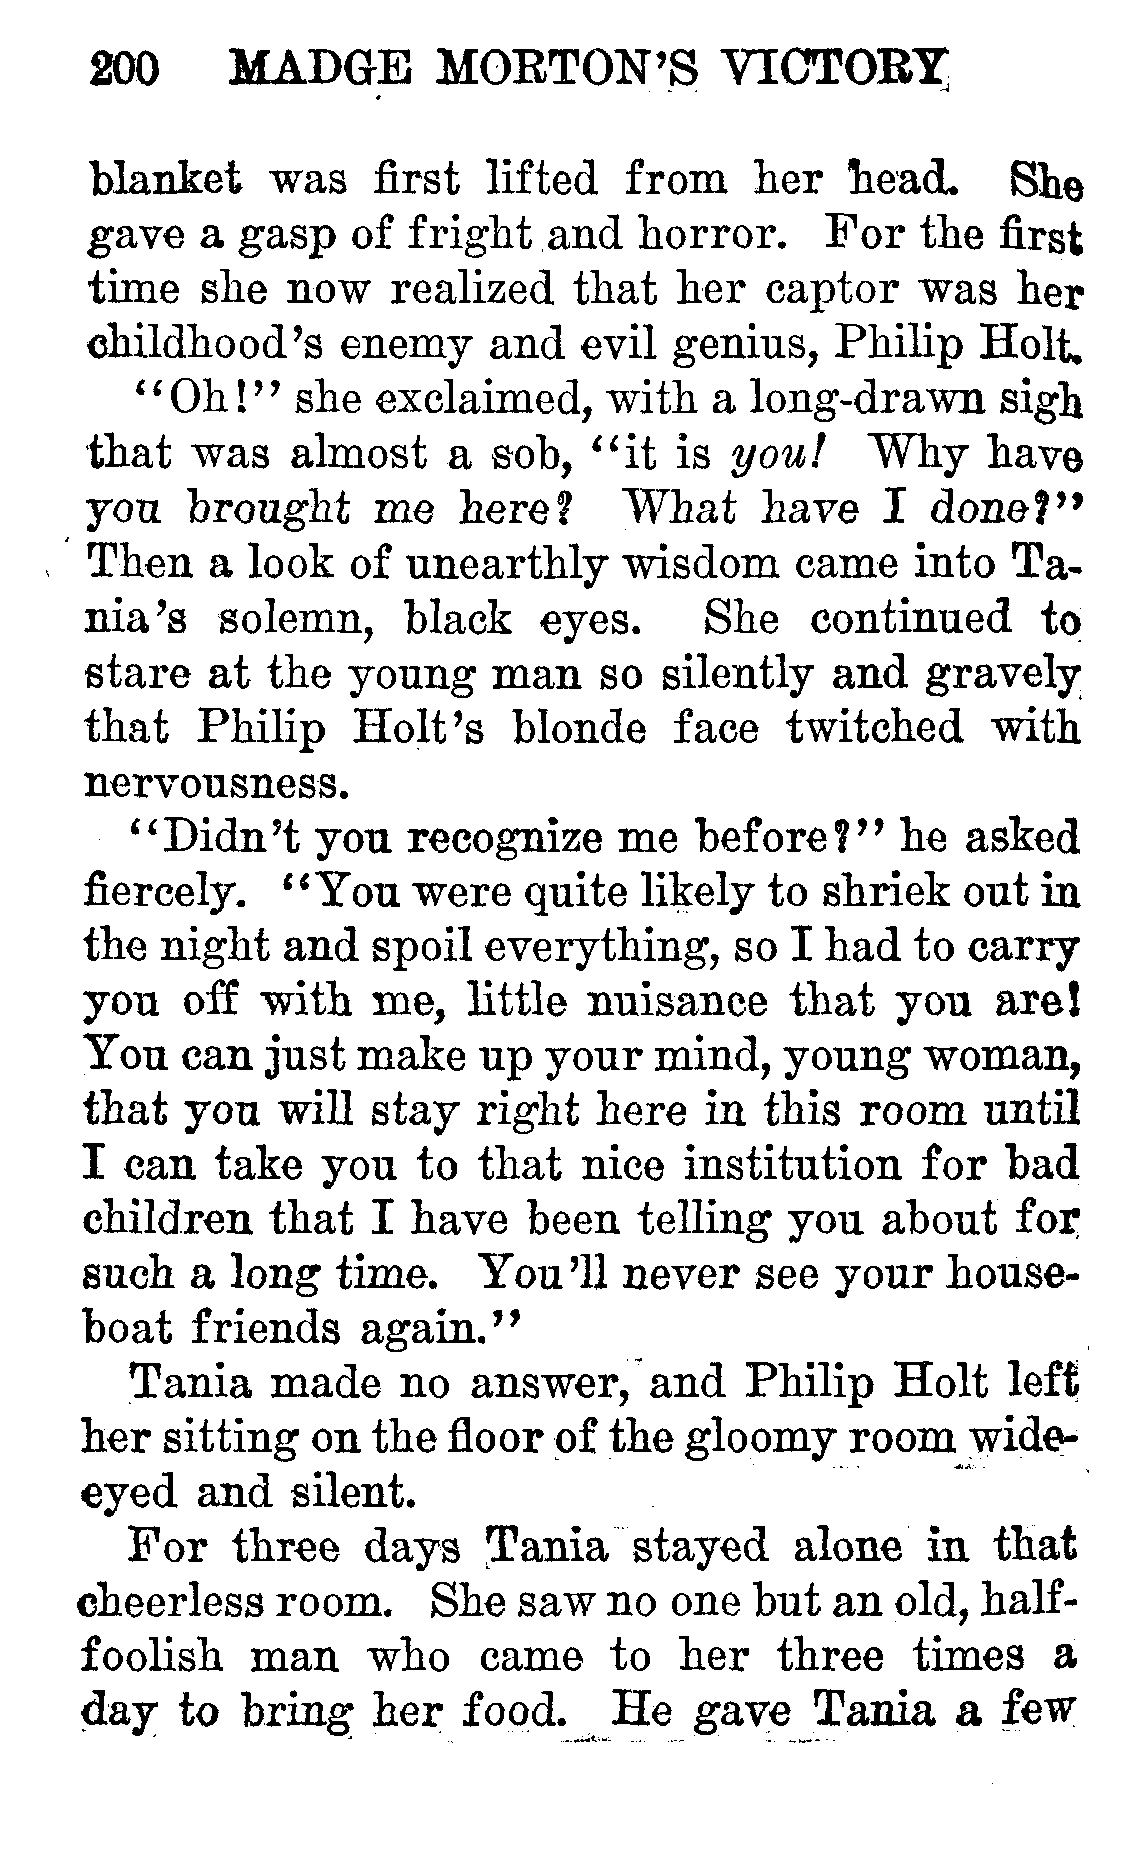 200 MADGE MORTON'S VICTORY
blanket was first lifted from her head. She
gave a gasp of fright and horror. For the first
time she now realized that her captor was her
childhood's enemy and evil genius, Philip Holt.
"Oh!" she exclaimed, with a long-drawn sigh
that was almost a sob, "it is you! Why have
you brought me here? What have I done?"
Then a look of unearthly wisdom came into Ta-
nia's solemn, black eyes. She continued to
stare at the young man so silently and gravely
that Philip Holt's blonde face twitched with
nervousness.
"Didn't you recognize me before?" he asked
fiercely. "You were quite likely to shriek out in
the night and spoil everything, so I had to carry
you off with me, little nuisance that you are!
You can just make up your mind, young woman,
that you will stay right here in this room until
I can take you to that nice institution for bad
children that I have been telling you about for
such a long time. You'll never see your house-
boat friends again."
Tania made no answer, and Philip Holt left
her sitting on the floor of the gloomy room wide-
eyed and silent.
For three days Tania stayed alone in that
cheerless room. She saw no one but an old, half-
foolish man who came to her three times a
day to bring her food. He gave Tania a few